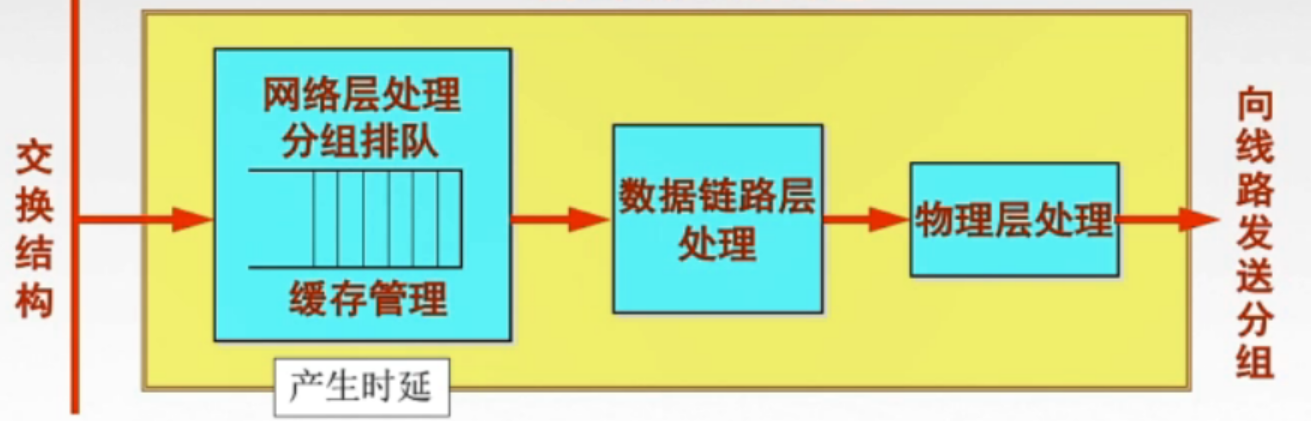 交换结构
网络层处理
分组排队
缓存管理
产生时延
数据链路层
处理
物理层处理
向线路发送分组